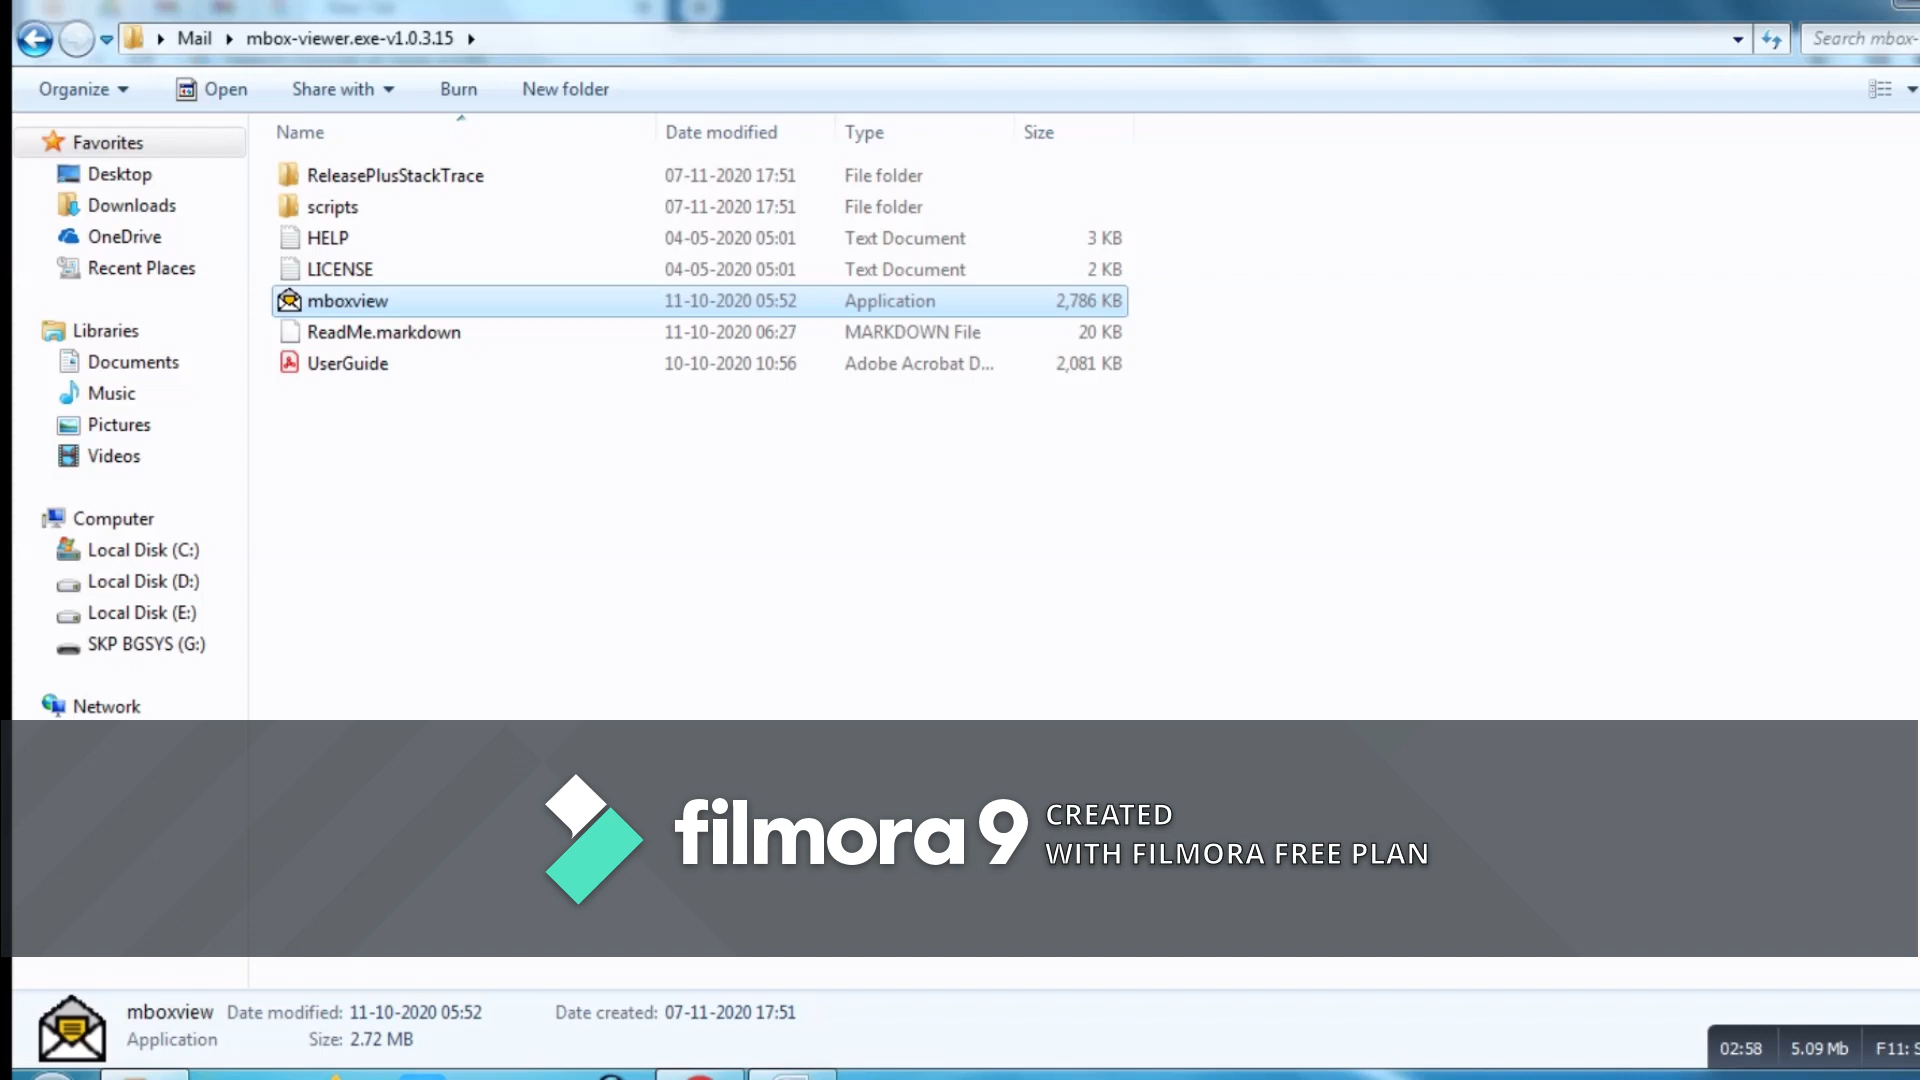 Mail mbox-viewer.exe-v1.0.3.15 Search mbox-
Organize Open Share with Burn New folder
Name Date modified Type Size
Favorites
Desktop
Downloads
OneDrive
Recent Places
Libraries
Documents
Music
Pictures
Videos
Computer
Local Disk (C:)
Local Disk (D:)
Local Disk (E:)
SKP BGSYS (G:)
Network
ReleasePlusStackTrace 07-11-2020 17:51 File folder
scripts 07-11-2020 17:51 File folder
HELP 04-05-2020 05:01 Text Document 3 KB
LICENSE 04-05-2020 05:01 Text Document 2 KB
mboxview 11-10-2020 05:52 Application 2,786 KB
ReadMe.markdown 11-10-2020 06:27 MARKDOWN File 20 KB
UserGuide 10-10-2020 10:56 Adobe Acrobat D... 2,081 KB
filmora 9 CREATED
WITH FILMORA FREE PLAN
mboxview Date modified: 11-10-2020 05:52 Date created: 07-11-2020 17:51
Application Size: 2.72 MB
02:58 5.09 Mb F11: S